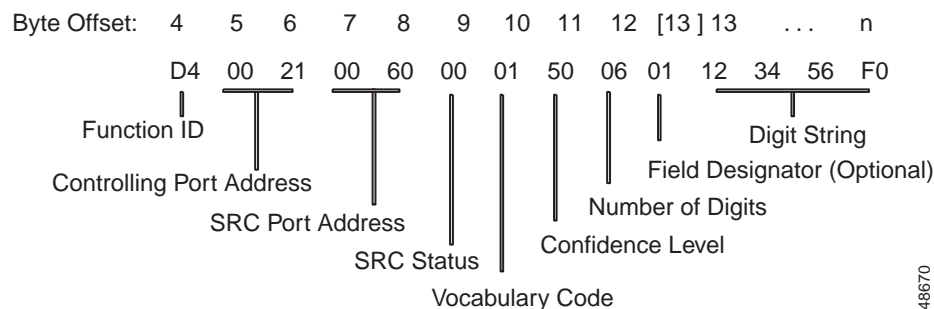 Byte Offset: 4 5 6 7 8 9 10 11 12 [13 ] 13 . . . n
D4 00 21 00 60 00 01 50 06 01 12 34 56 F0
Function ID
Digit String
Controlling Port Address
Field Designator (Optional)
SRC Port Address
Number of Digits
SRC Status
Confidence Level
Vocabulary Code
48670